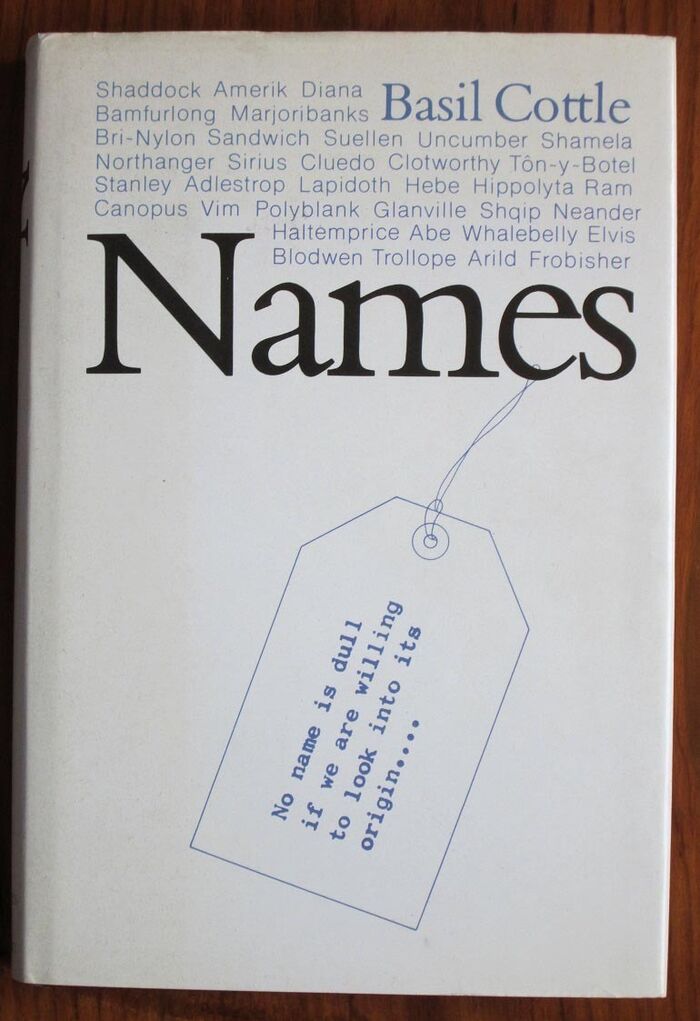 Shaddock Amerik Diana
Bamfurlong Marjoribanks
Basil Cottle
Bri-Nylon Sandwich Suellen Uncumber Shamela
Northanger Sirius Cluedo Clotworthy Tôn-y-Botel
Stanley Adlestrop Lapidoth Hebe Hippolyta Ram
Canopus Vim Polyblank Glanville Shqip Neander
Haltemprice Abe Whalebelly Elvis
Blodwen Trollope Arild Frobisher
Names
No name is dull
if we are willing
to look into its
origin....